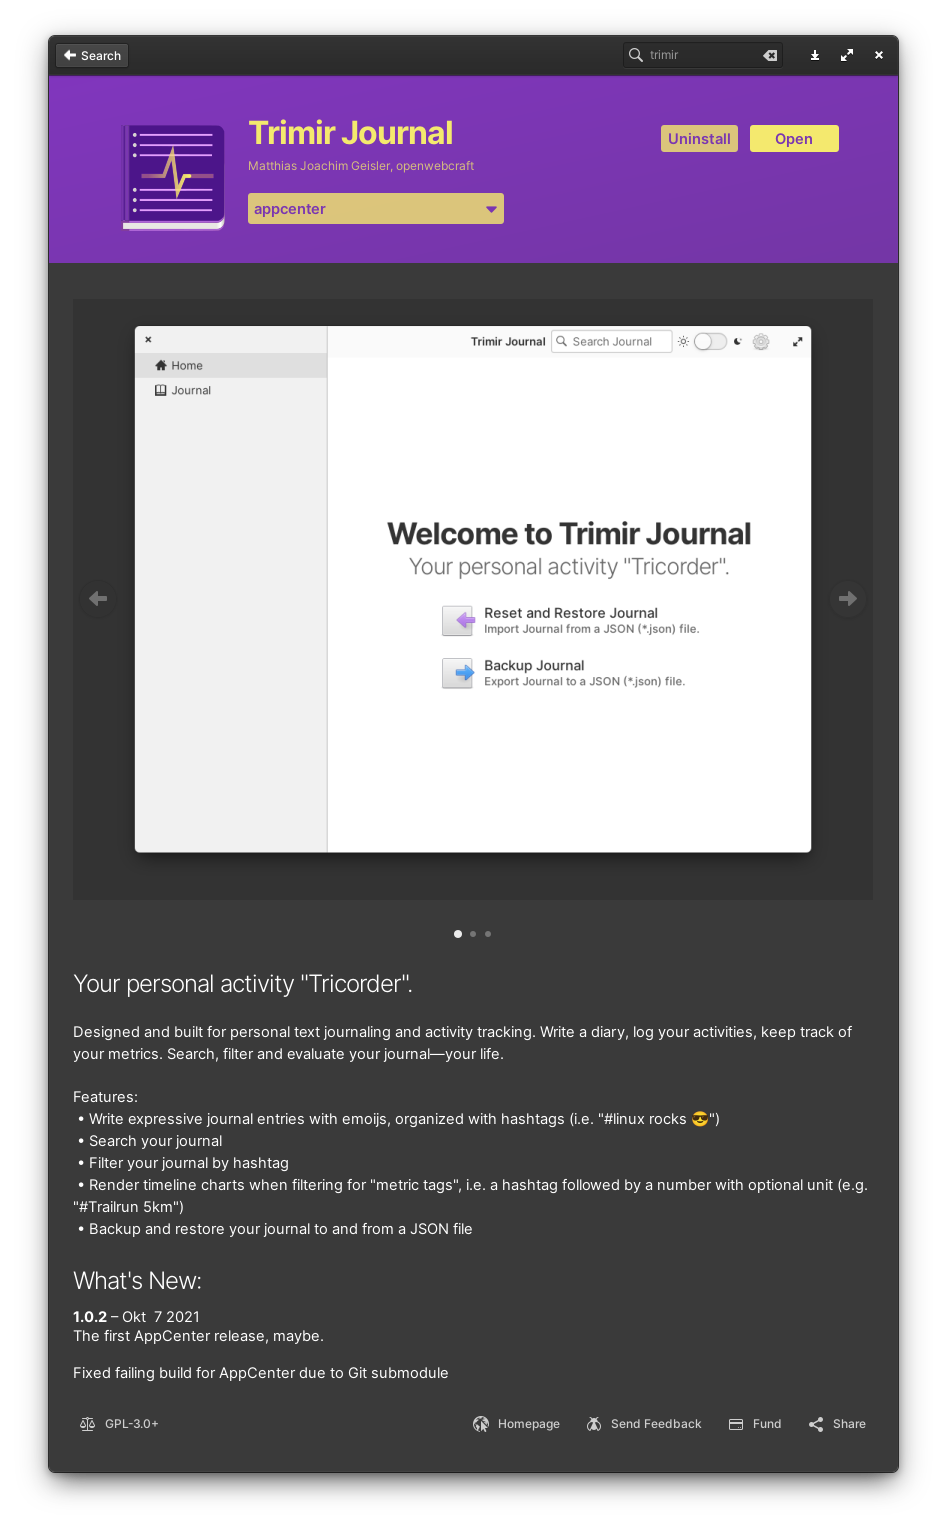 Search
trimir
Trimir Journal
Matthias Joachim Geisler, openwebcraft
Uninstall
Open
appcenter
Trimir Journal
Search Journal
Home
Journal
Welcome to Trimir Journal
Your personal activity "Tricorder".
Reset and Restore Journal
Import Journal from a JSON (*.json) file.
Backup Journal
Export Journal to a JSON (*.json) file.
Your personal activity "Tricorder".
Designed and built for personal text journaling and activity tracking. Write a diary, log your activities, keep track of
your metrics. Search, filter and evaluate your journal—your life.
Features:
• Write expressive journal entries with emoijs, organized with hashtags (i.e. "#linux rocks 😎")
• Search your journal
• Filter your journal by hashtag
• Render timeline charts when filtering for "metric tags", i.e. a hashtag followed by a number with optional unit (e.g.
"#Trailrun 5km")
• Backup and restore your journal to and from a JSON file
What's New:
1.0.2 – Okt  7 2021
The first AppCenter release, maybe.
Fixed failing build for AppCenter due to Git submodule
GPL-3.0+
Homepage
Send Feedback
Fund
Share